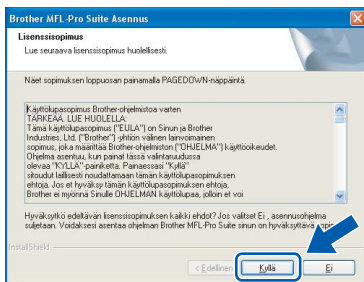 Brother MFL-Pro Suite Asennus
Lisenssisopimus
Lue seuraava lisenssisopimus huolellisesti.
Näet sopimuksen loppuosan painamalla PAGEDOWN-näppäintä.
Käyttölupasopimus Brother-ohjelmistoa varten
TÄRKEÄÄ. LUE HUOLELLA:
Tämä käyttölupasopimus ("EULA") on Sinun ja Brother
Industries, Ltd. ("Brother") -yhtiön välinen lainvoimainen
sopimus, joka määrittää Brother-ohjelmiston ("OHJELMA") käyttöoikeudet.
Ohjelma asentuu, kun painat tässä valintaruudussa
olevaa "KYLLÄ"-painiketta. Painaessasi "Kyllä"
sitoudut laillisesti noudattamaan tämän käyttölupasopimuksen
ehtoja. Jos et hyväksy tämän käyttölupasopimuksen ehtoja,
Brother ei myönnä Sinulle OHJELMAN käyttölupaa, jolloin et voi
Hyväksytkö edeltävän lisenssisopimuksen kaikki ehdot? Jos valitset Ei , asennusohjelma
suljetaan. Voidaksesi asentaa ohjelman Brother MFL-Pro Suite sinun on hyväksyttävä
InstallShield
< Edellinen
Kyllä
Ei